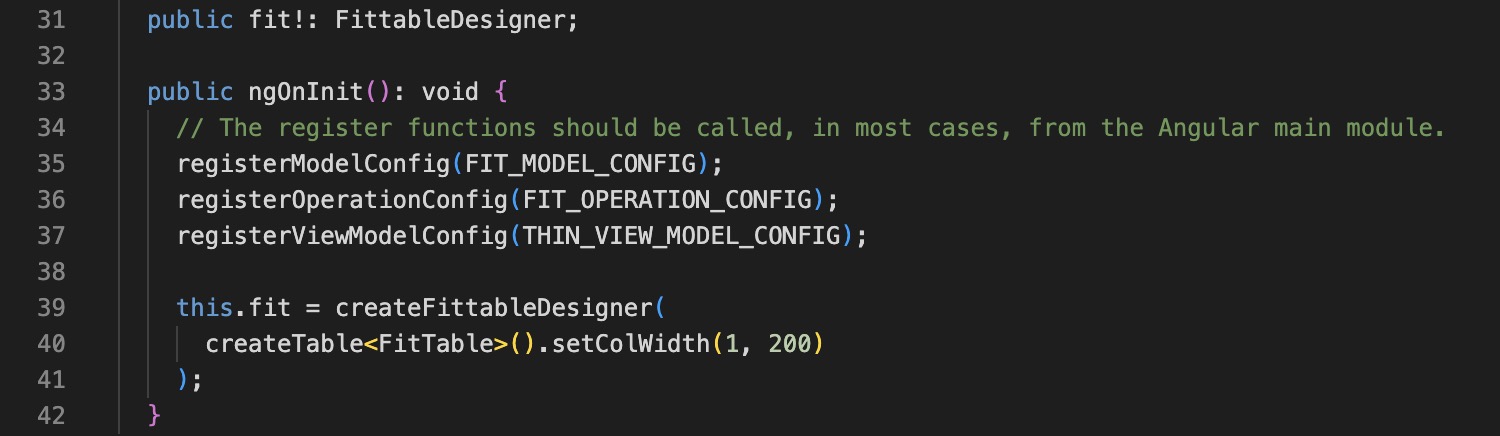 31 public fit!: FittableDesigner;
32
33 public ngOnInit(): void {
34 // The register functions should be called, in most cases, from the Angular main module.
35 registerModelConfig(FIT_MODEL_CONFIG);
36 registerOperationConfig(FIT_OPERATION_CONFIG);
37 registerViewModelConfig(THIN_VIEW_MODEL_CONFIG);
38
39 this.fit = createFittableDesigner(
40 createTable<FitTable>().setColWidth(1, 200)
41 );
42 }